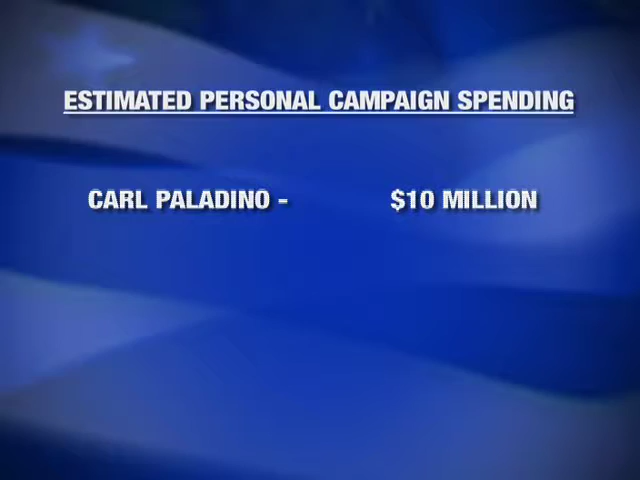 ESTIMATED PERSONAL CAMPAIGN SPENDING
CARL PALADINO - $10 MILLION